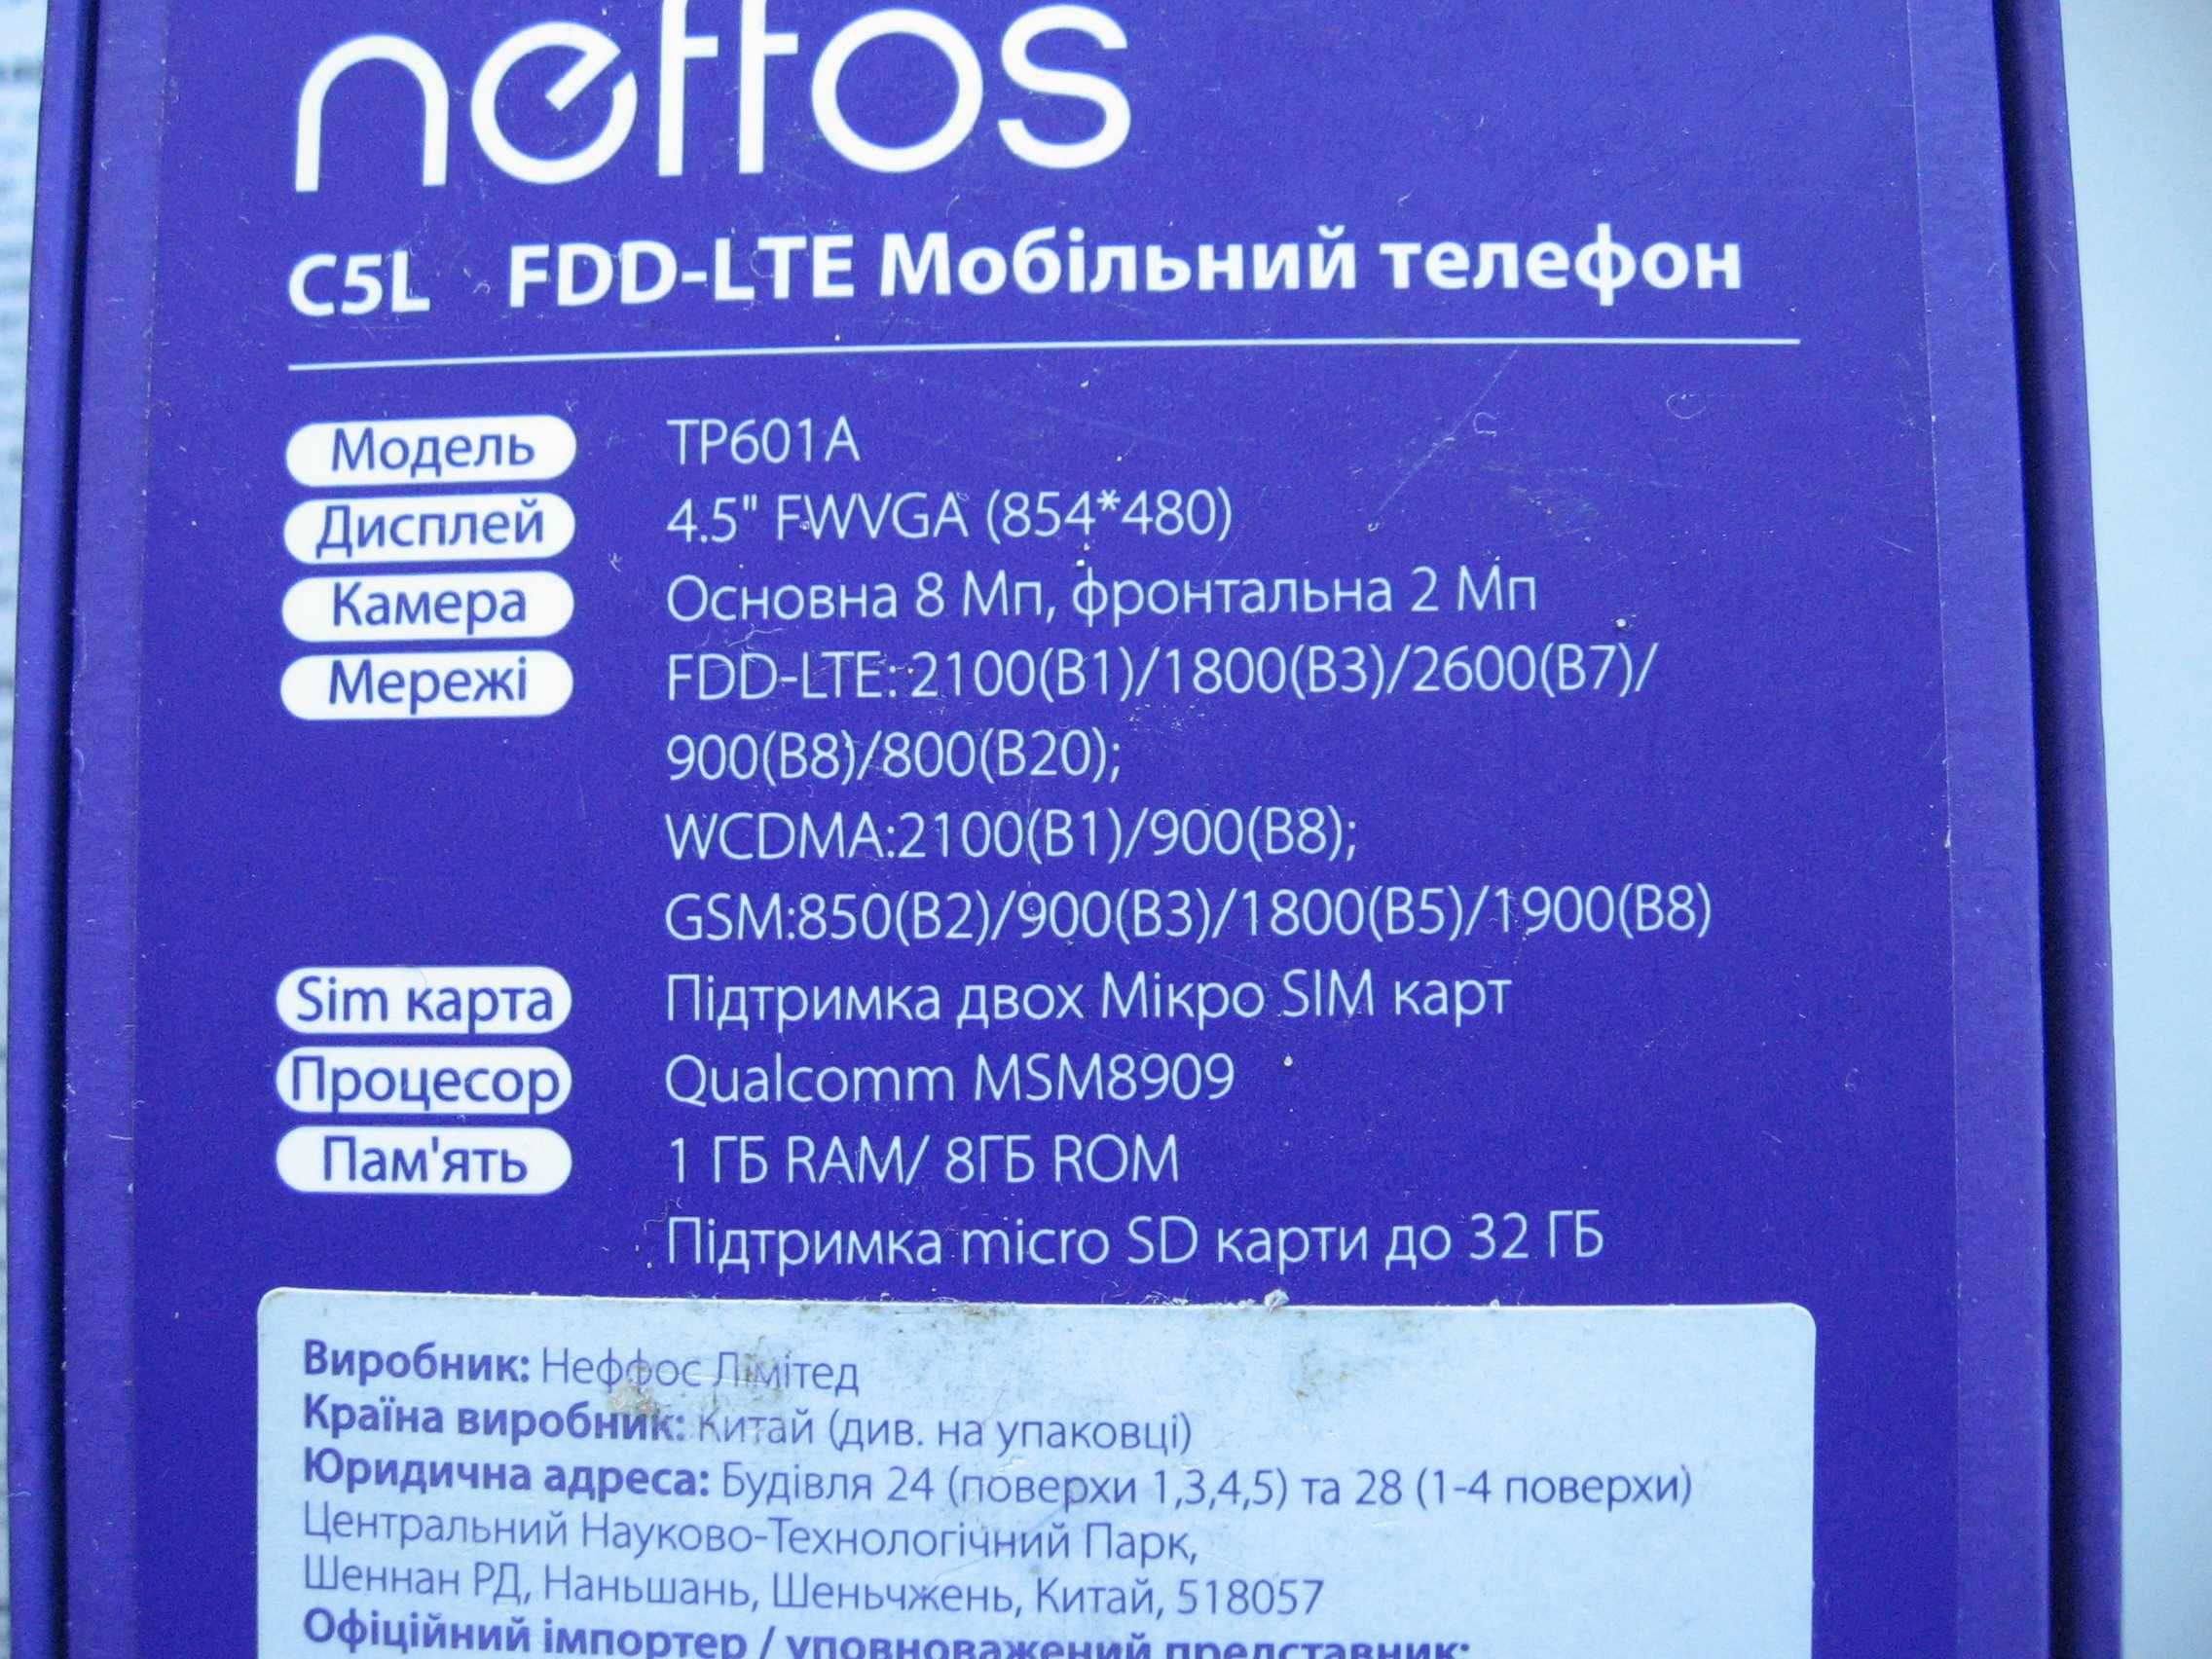 neffos
C5L FDD-LTE Мобільний телефон
Модель TP601A
Дисплей 4.5" FWVGA (854*480)
Камера Основна 8 Мп, фронтальна 2 Мп
Мережі FDD-LTE: 2100(B1)/1800(B3)/2600(B7)/
900(B8)/800(B20);
WCDMA:2100(B1)/900(B8);
GSM:850(B2)/900(B3)/1800(B5)/1900(B8)
Sim карта Підтримка двох Мікро SIM карт
Процесор Qualcomm MSM8909
Пам'ять 1 ГБ RAM/ 8ГБ ROM
Підтримка micro SD карти до 32 ГБ
Виробник: Неффос Лімітед
Країна виробник: Китай (див. на упаковці)
Юридична адреса: Будівля 24 (поверхи 1,3,4,5) та 28 (1-4 поверхи)
Центральний Науково-Технологічний Парк,
Шеннан РД, Наньшань, Шеньчжень, Китай, 518057
Офіційний імпортер / уповноважений представник: